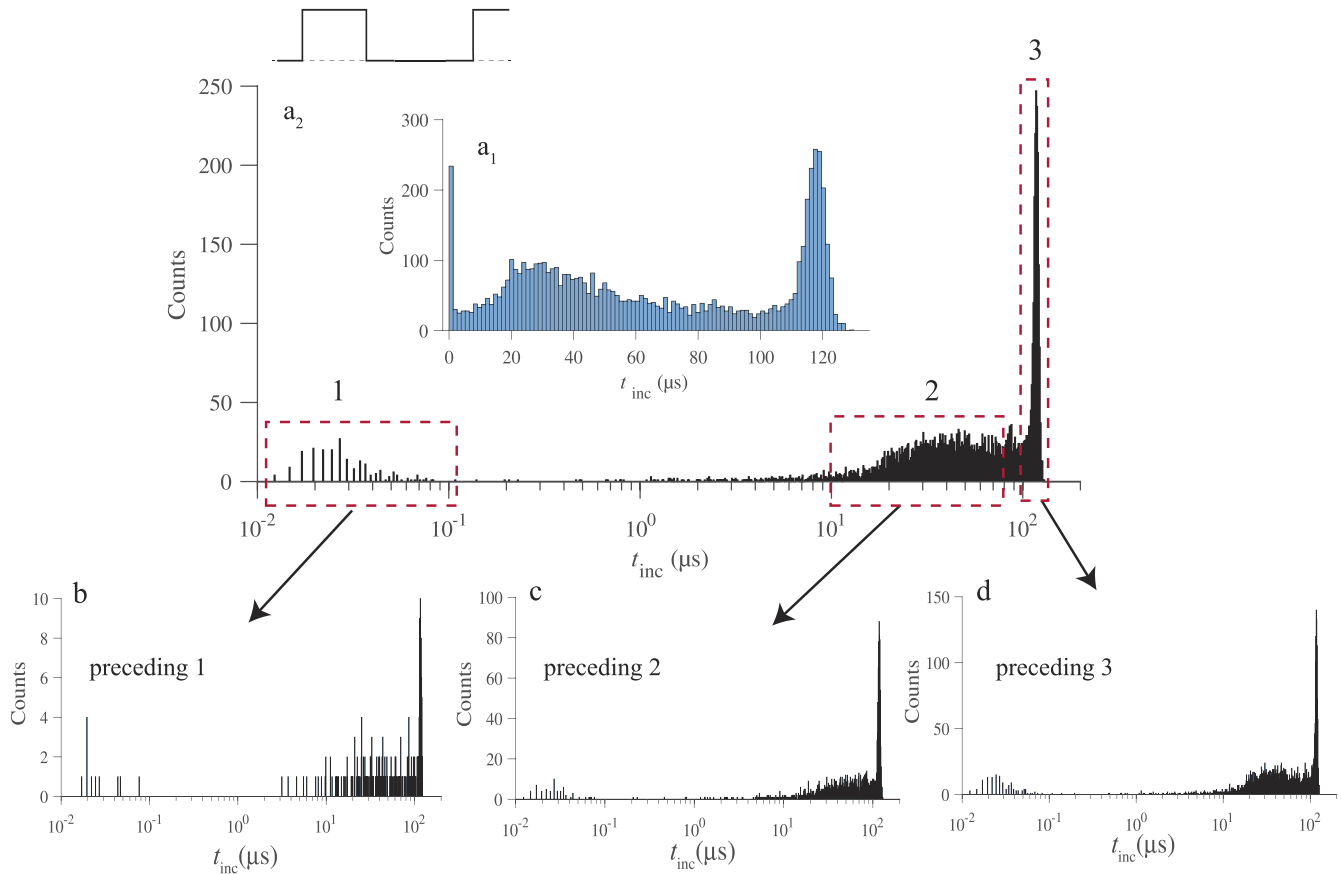 3
250
a2
300
a1
200
200
Counts
150
100
Counts
100
0
0 20 40 60 80 100 120
tinc (μs)
1
2
50
0
10-2 10-1 100 101 102
tinc (μs)
b
10
preceding 1
8
Counts
6
4
2
0
10-2 10-1 100 101 102
tinc(μs)
c
100
preceding 2
80
Counts
60
40
20
0
10-2 10-1 100 101 102
tinc(μs)
d
150
preceding 3
100
Counts
50
0
10-2 10-1 100 101 102
tinc(μs)